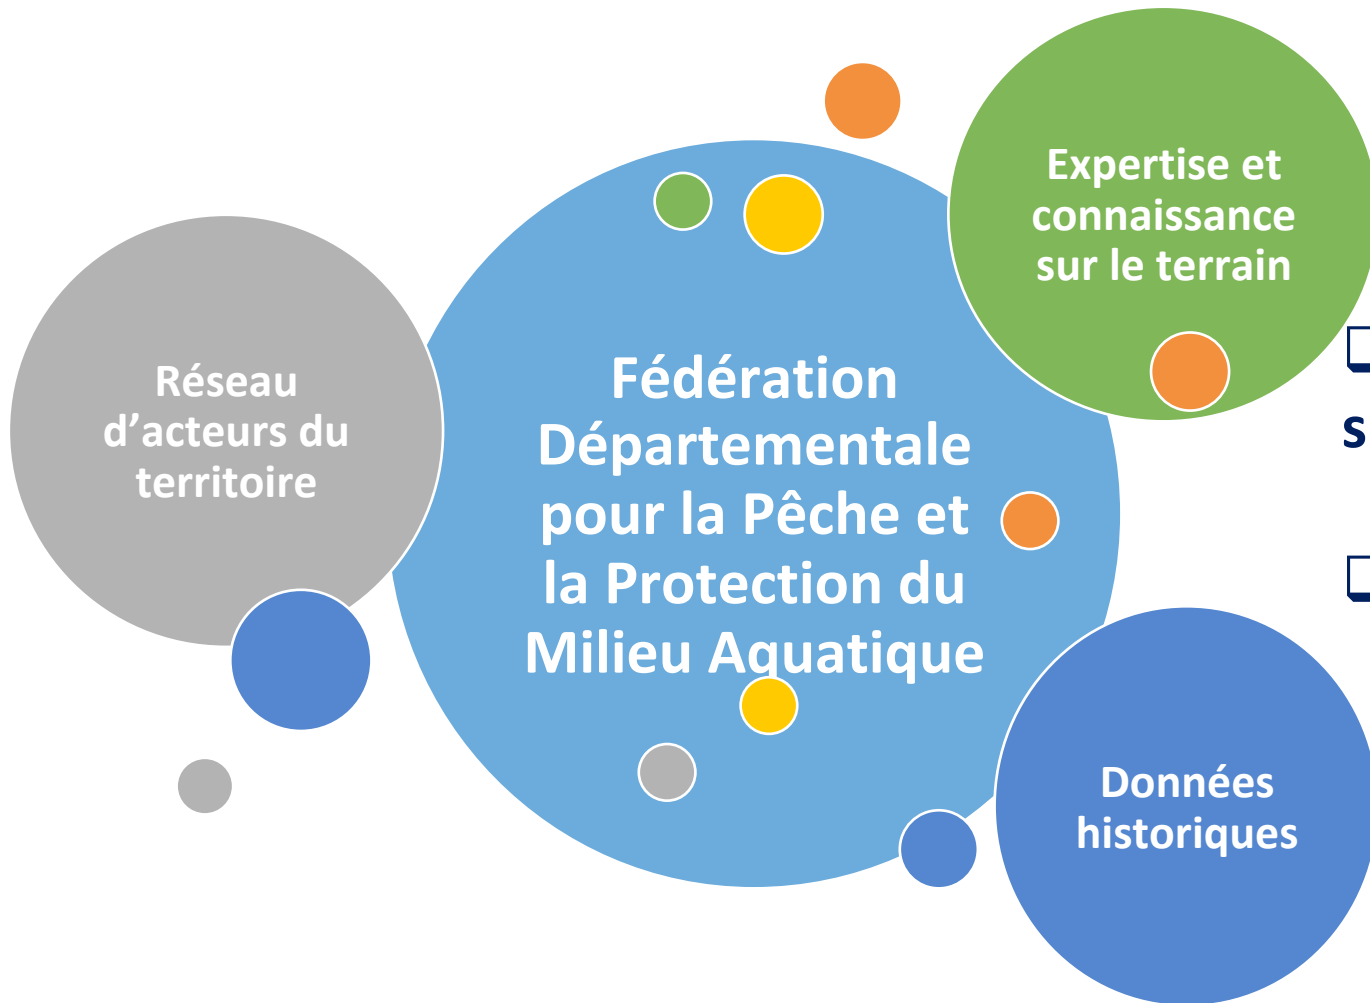 Expertise et
connaissance
sur le terrain
Réseau
d’acteurs du
territoire
Fédération
Départementale
pour la Pêche et
la Protection du
Milieu Aquatique
Données
historiques
❑
s
❑